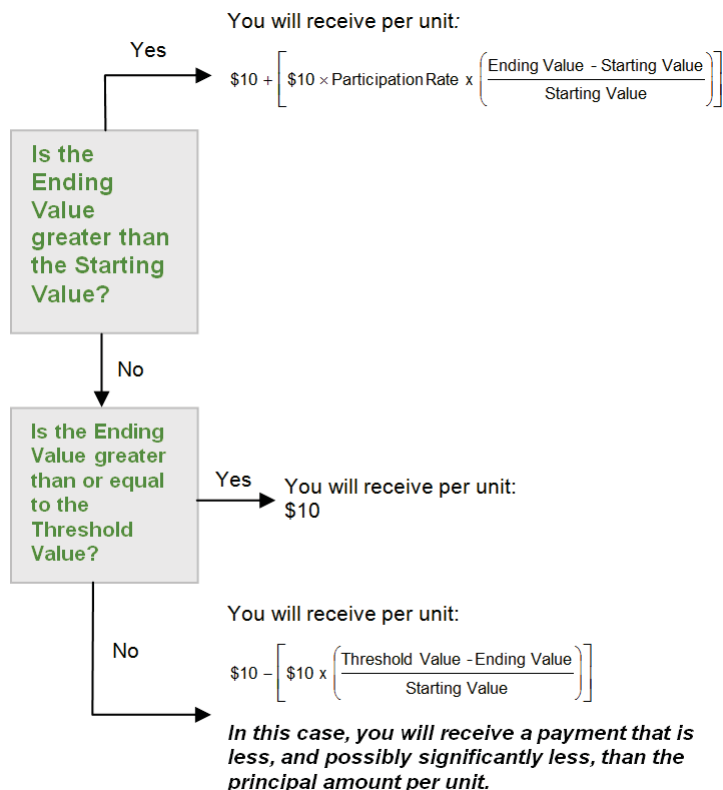 You will receive per unit:
Yes
$10 + [ $10 × Participation Rate x ( Ending Value - Starting Value / Starting Value ) ]
Is the
Ending
Value
greater than
the Starting
Value?
No
Is the Ending
Value greater
than or equal
to the
Threshold
Value?
Yes
You will receive per unit:
$10
No
You will receive per unit:
$10 – [ $10 x ( Threshold Value - Ending Value / Starting Value ) ]
In this case, you will receive a payment that is
less, and possibly significantly less, than the
principal amount per unit.